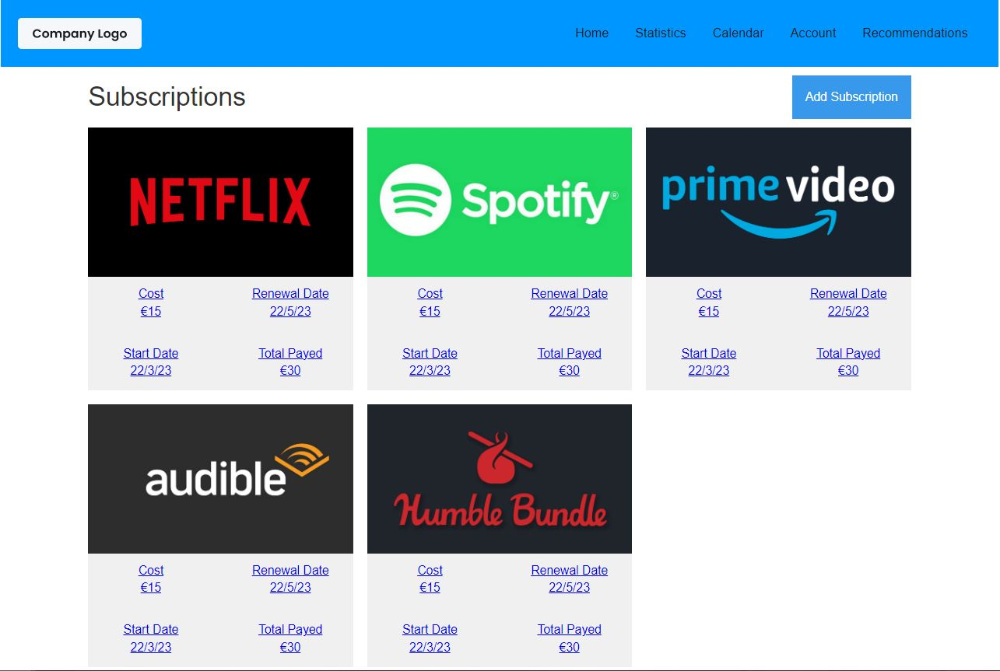 Company Logo
Home Statistics Calendar Account Recommendations
Subscriptions
Add Subscription
NETFLIX
Cost Renewal Date
€15 22/5/23
Start Date Total Payed
22/3/23 €30
Spotify®
Cost Renewal Date
€15 22/5/23
Start Date Total Payed
22/3/23 €30
prime video
Cost Renewal Date
€15 22/5/23
Start Date Total Payed
22/3/23 €30
audible
Cost Renewal Date
€15 22/5/23
Start Date Total Payed
22/3/23 €30
Humble Bundle
Cost Renewal Date
€15 22/5/23
Start Date Total Payed
22/3/23 €30